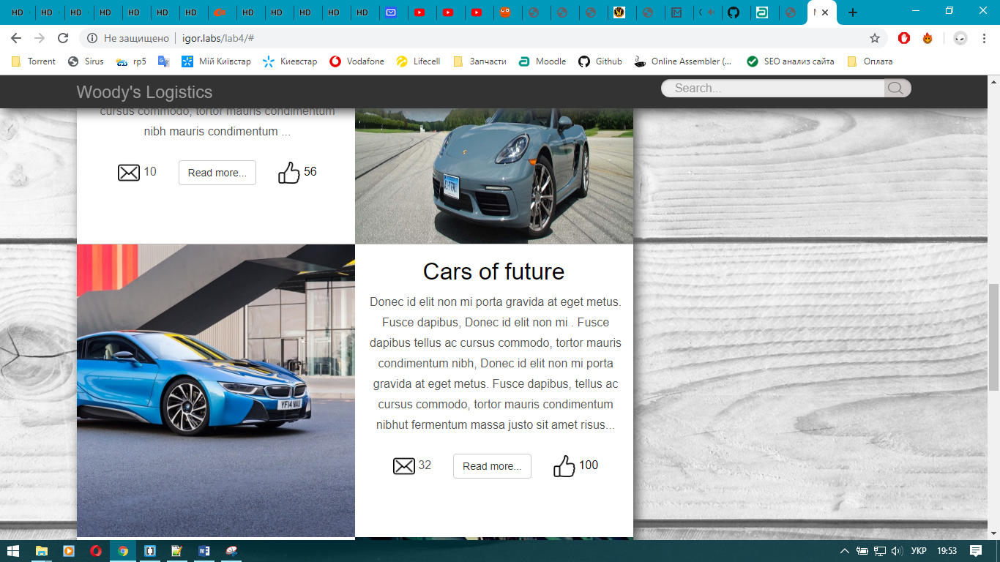 HD HD HD HD HD HD HD HD HD HD HD HD
Не защищено igor.labs/lab4/#
Torrent Sirus rp5 Мій Київстар Киевстар Vodafone Lifecell Запчасти Moodle Github Online Assembler (... SEO анализ сайта Оплата
Woody's Logistics
Search...
cursus commodo, tortor mauris condimentum
nibh mauris condimentum ...
10 Read more... 56
YF14 NAU
Cars of future
Donec id elit non mi porta gravida at eget metus.
Fusce dapibus, Donec id elit non mi . Fusce
dapibus tellus ac cursus commodo, tortor mauris
condimentum nibh, Donec id elit non mi porta
gravida at eget metus. Fusce dapibus, tellus ac
cursus commodo, tortor mauris condimentum
nibhut fermentum massa justo sit amet risus...
32 Read more... 100
УКР 19:53